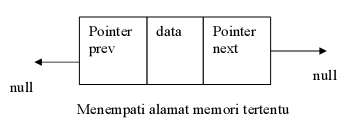 Pointer prev
data
Pointer next
null
null
Menempati alamat memori tertentu